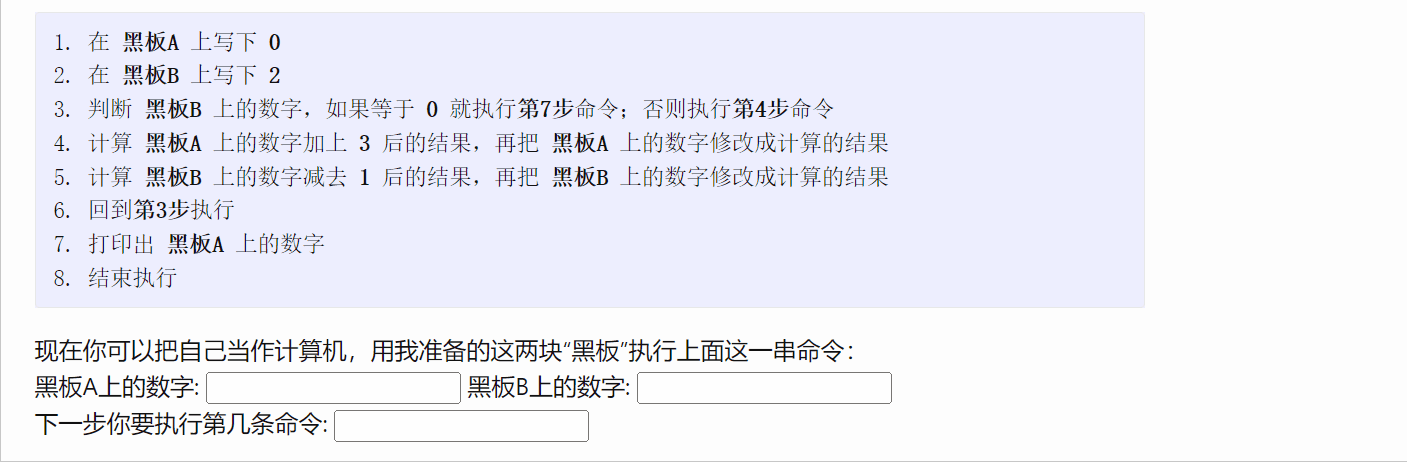 1. 在 黑板A 上写下 0
2. 在 黑板B 上写下 2
3. 判断 黑板B 上的数字，如果等于 0 就执行第7步命令；否则执行第4步命令
4. 计算 黑板A 上的数字加上 3 后的结果，再把 黑板A 上的数字修改成计算的结果
5. 计算 黑板B 上的数字减去 1 后的结果，再把 黑板B 上的数字修改成计算的结果
6. 回到第3步执行
7. 打印出 黑板A 上的数字
8. 结束执行
现在你可以把自己当作计算机，用我准备的这两块“黑板”执行上面这一串命令：
黑板A上的数字: 黑板B上的数字:
下一步你要执行第几条命令: